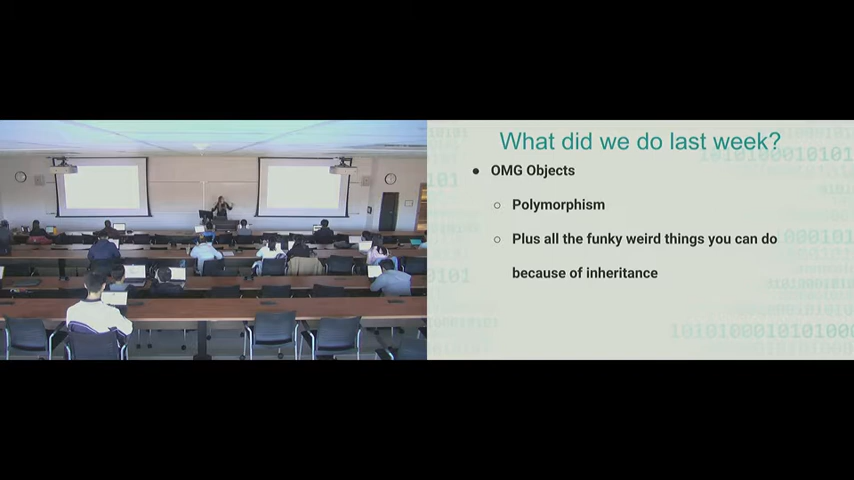 What did we do last week?
● OMG Objects
○ Polymorphism
○ Plus all the funky weird things you can do
because of inheritance